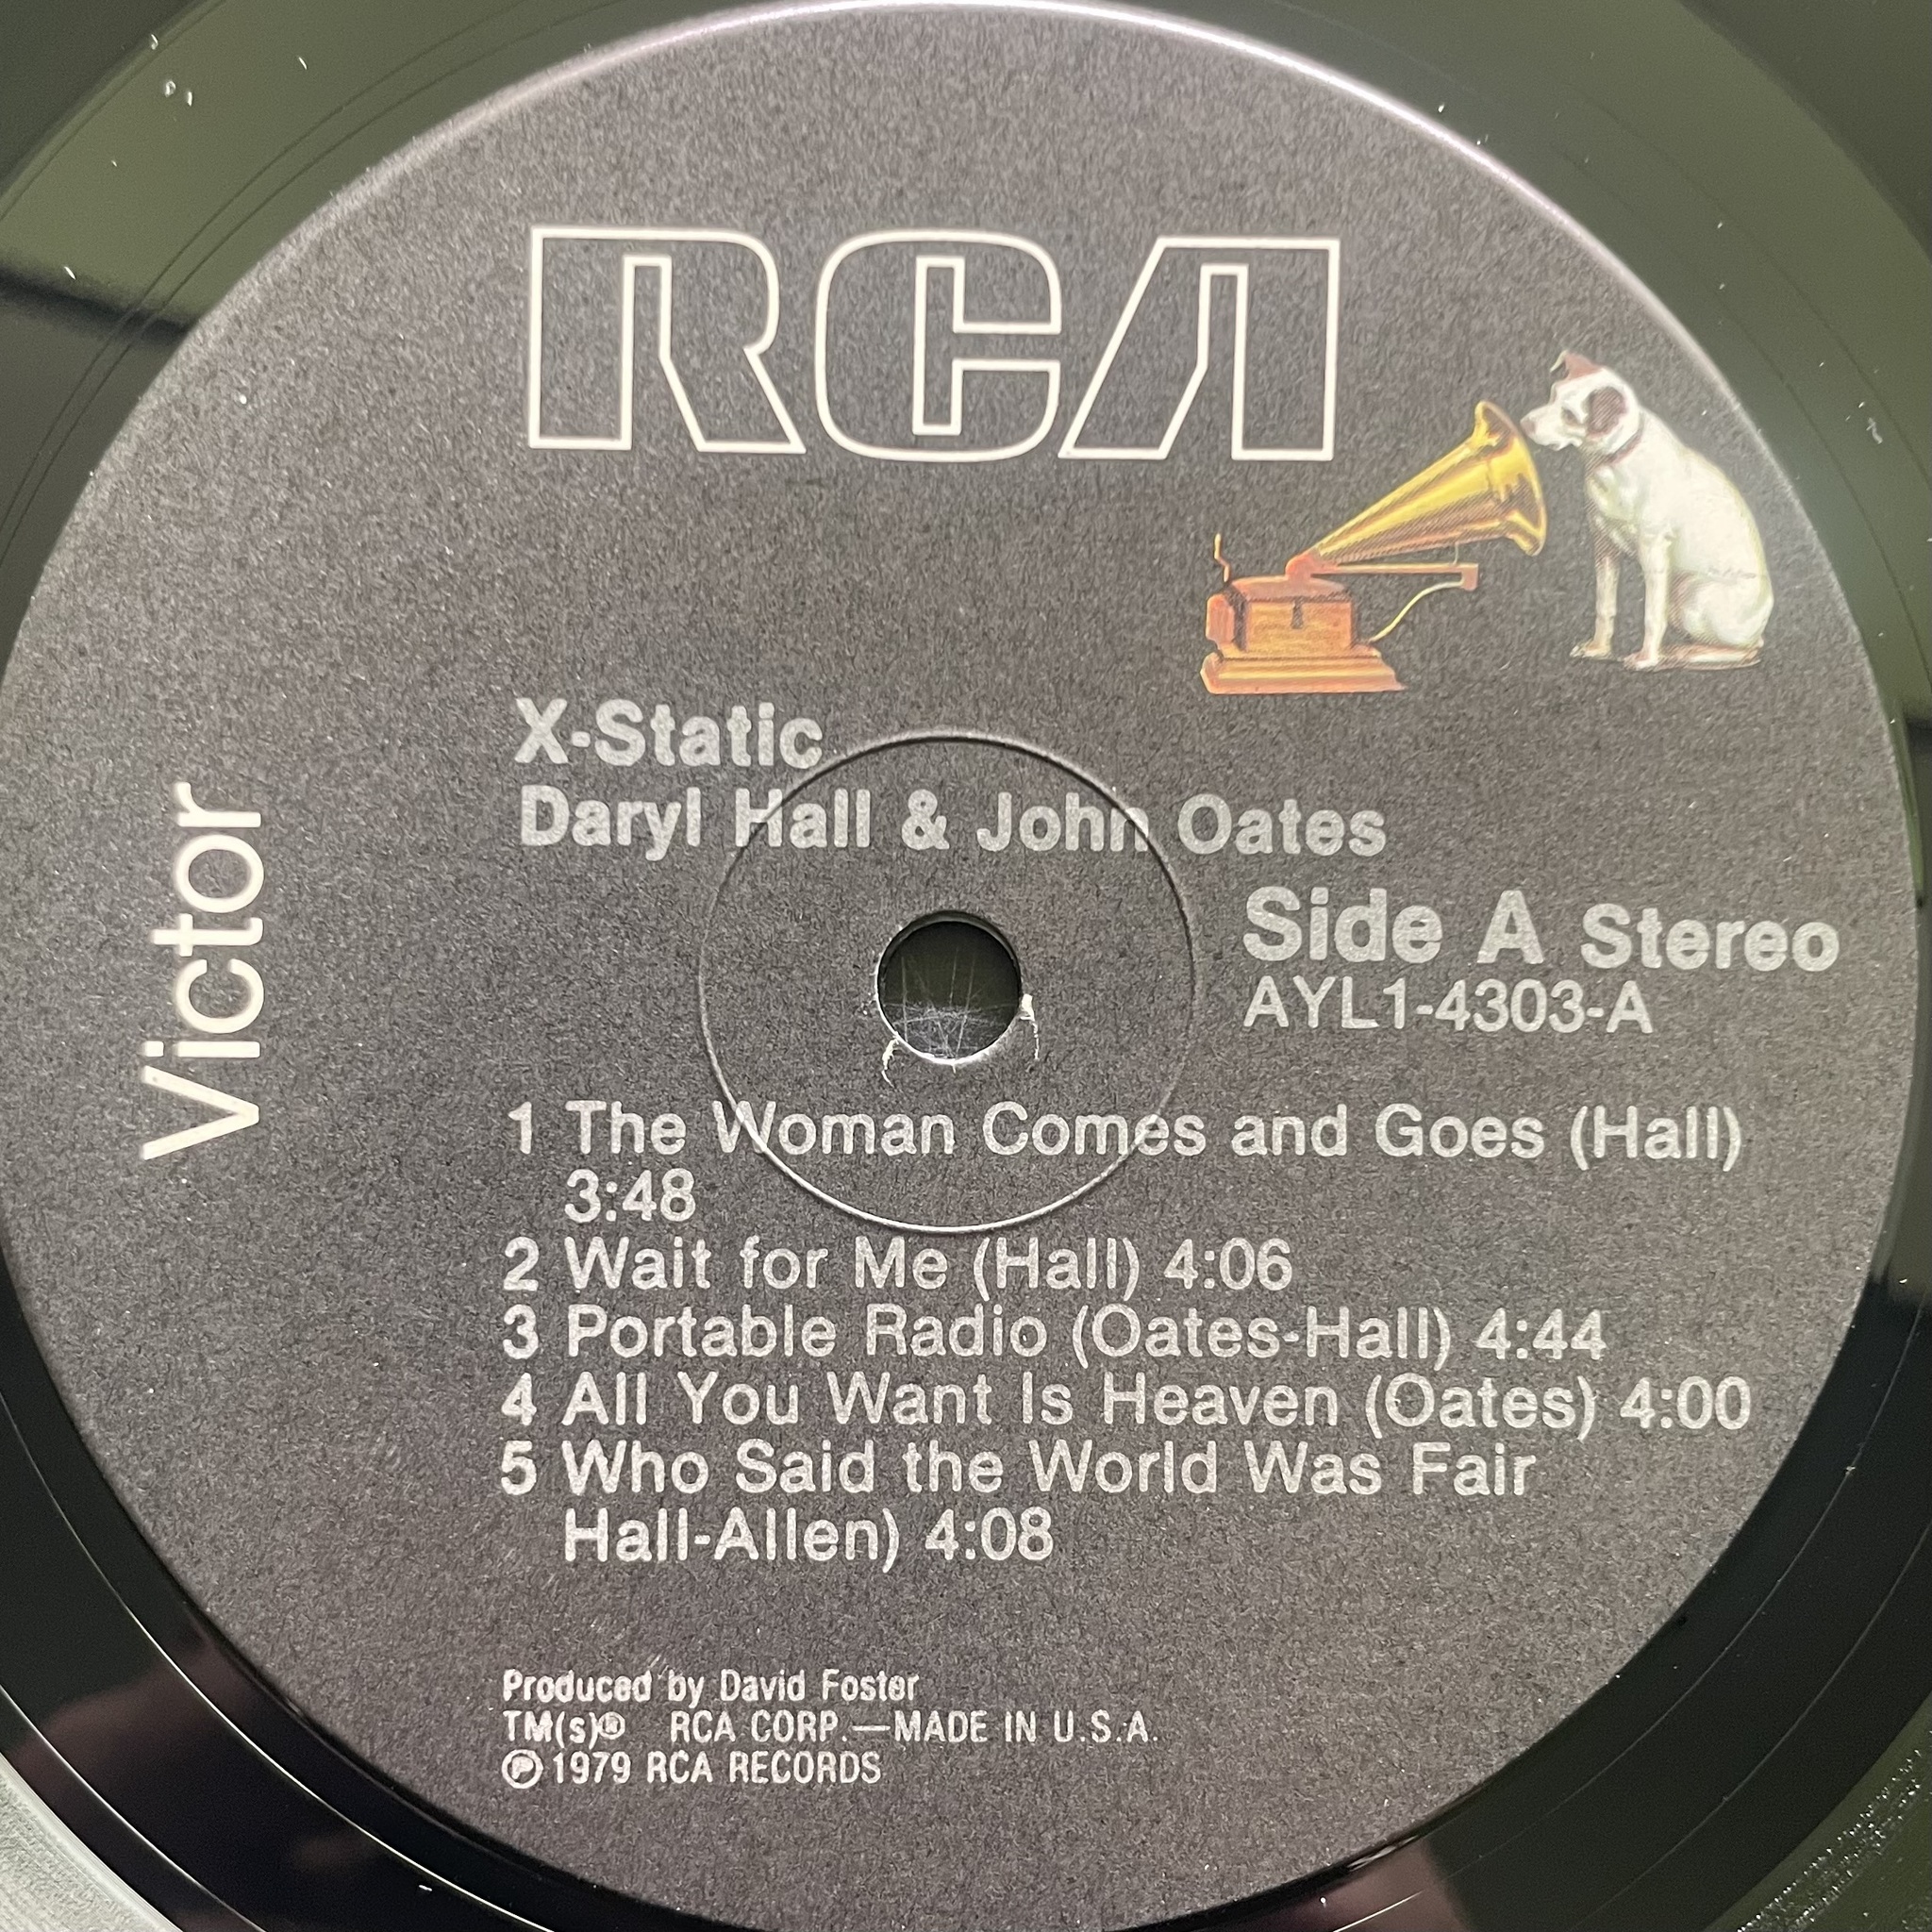 RCA
Victor
X-Static
Daryl Hall & John Oates
Side A Stereo
AYL1-4303-A
1 The Woman Comes and Goes (Hall)
3:48
2 Wait for Me (Hall) 4:06
3 Portable Radio (Oates-Hall) 4:44
4 All You Want Is Heaven (Oates) 4:00
5 Who Said the World Was Fair
Hall-Allen) 4:08
Produced by David Foster
TM(s)® RCA CORP.—MADE IN U.S.A.
℗ 1979 RCA RECORDS